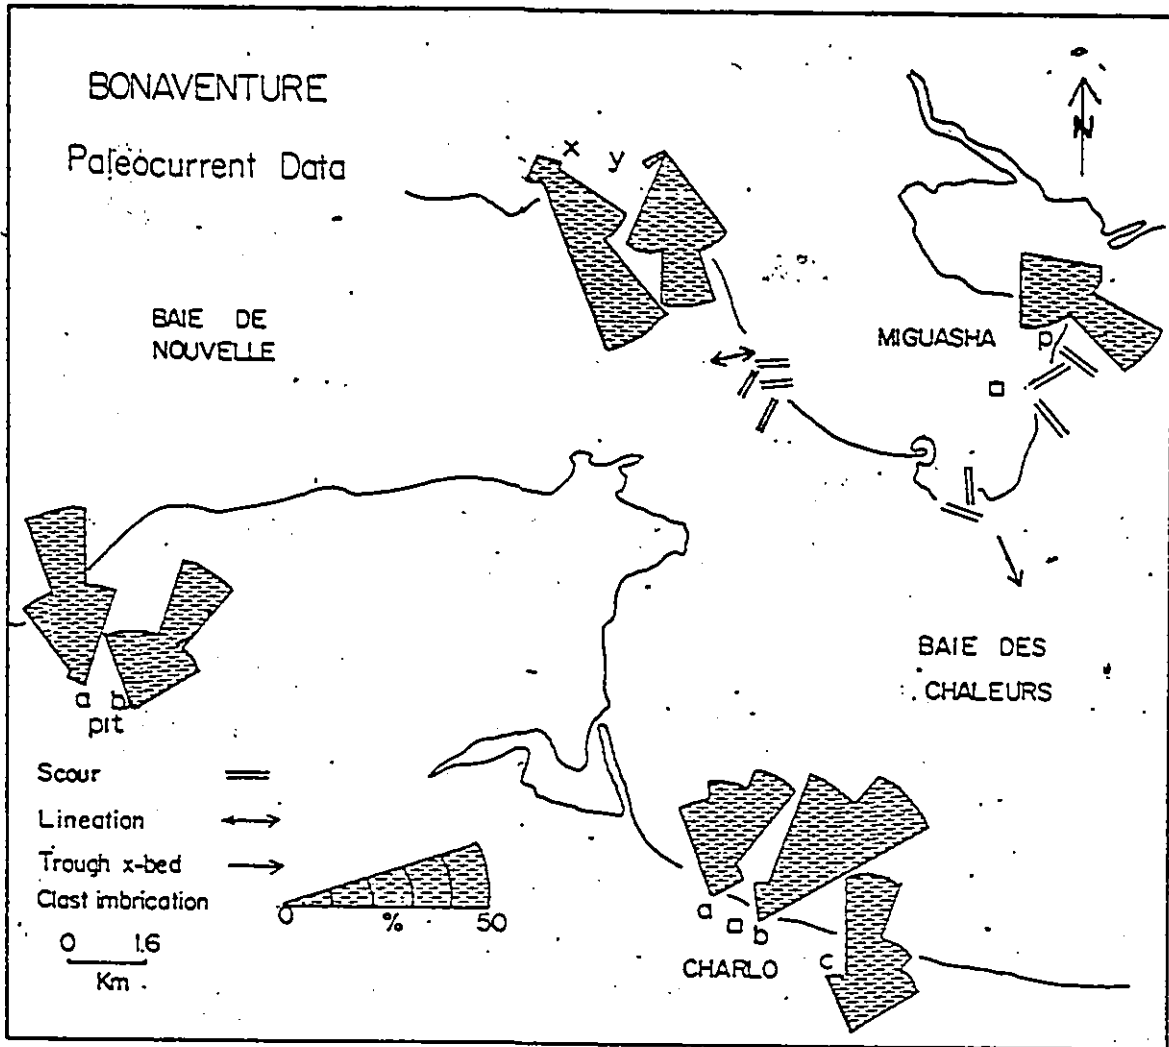 BONAVENTURE
Paleocurrent Data
N
x y
BAIE DE
NOUVELLE
MIGUASHA p
BAIE DES
CHALEURS
a b
pit
Scour
Lineation
Trough x-bed
Clast imbrication
0 % 50
0 1.6
Km
a
b
CHARLO
c